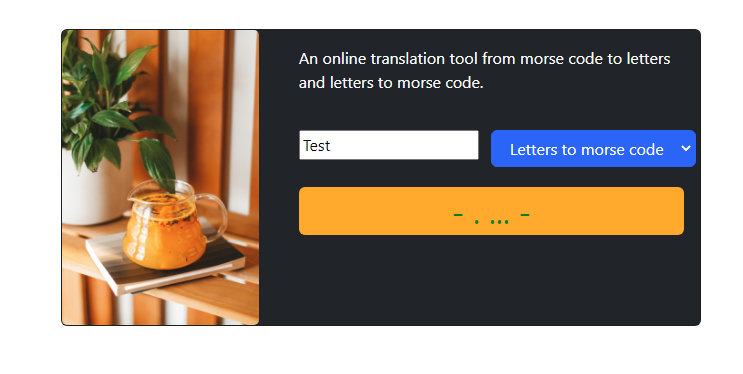 An online translation tool from morse code to letters
and letters to morse code.
Test
Letters to morse code
- . ... -